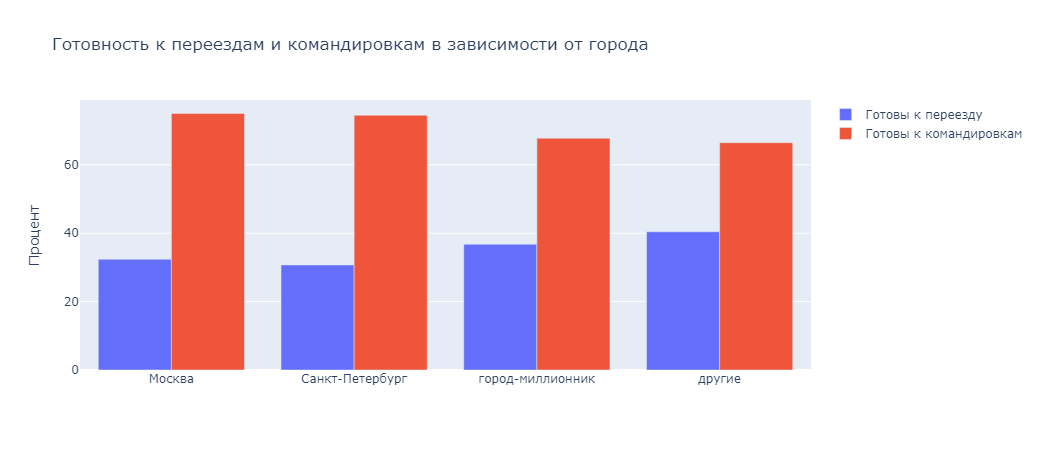 Готовность к переездам и командировкам в зависимости от города
Готовы к переезду
Готовы к командировкам
Процент
60
40
20
0
Москва
Санкт-Петербург
город-миллионник
другие